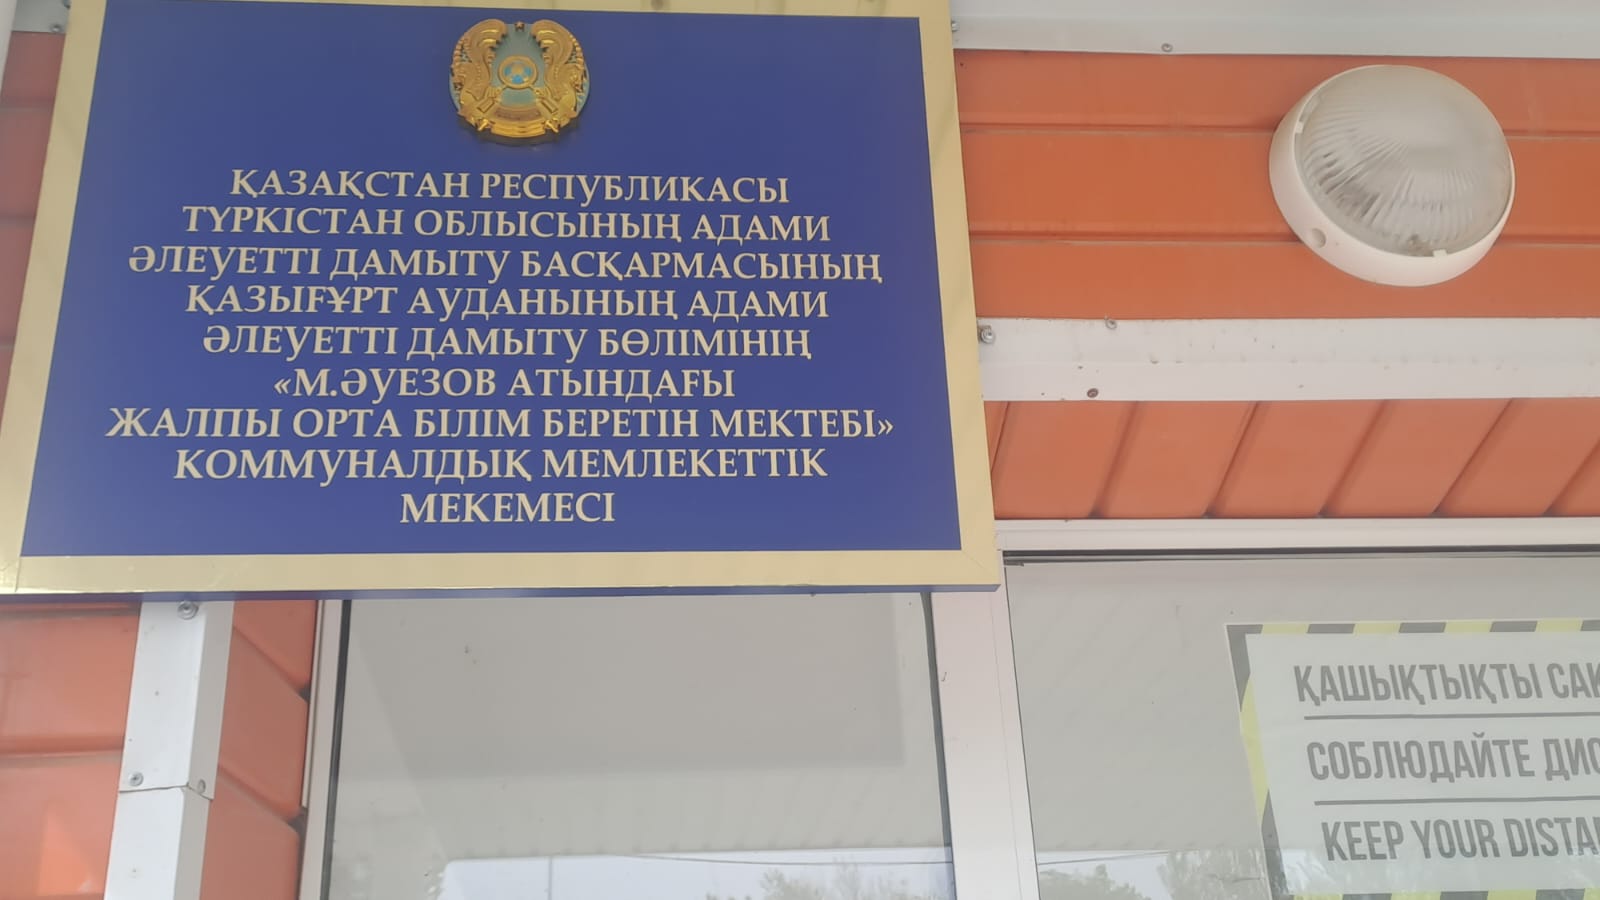 ҚАЗАҚСТАН РЕСПУБЛИКАСЫ
ТҮРКІСТАН ОБЛЫСЫНЫҢ АДАМИ
ӘЛЕУЕТТІ ДАМЫТУ БАСҚАРМАСЫНЫҢ
ҚАЗЫҒҰРТ АУДАНЫНЫҢ АДАМИ
ӘЛЕУЕТТІ ДАМЫТУ БӨЛІМІНІҢ
«М.ӘУЕЗОВ АТЫНДАҒЫ
ЖАЛПЫ ОРТА БІЛІМ БЕРЕТІН МЕКТЕБІ»
КОММУНАЛДЫҚ МЕМЛЕКЕТТІК
МЕКЕМЕСІ
ҚАШЫҚТЫҚТЫ
СОБЛЮДАЙТЕ
KEEP YOUR